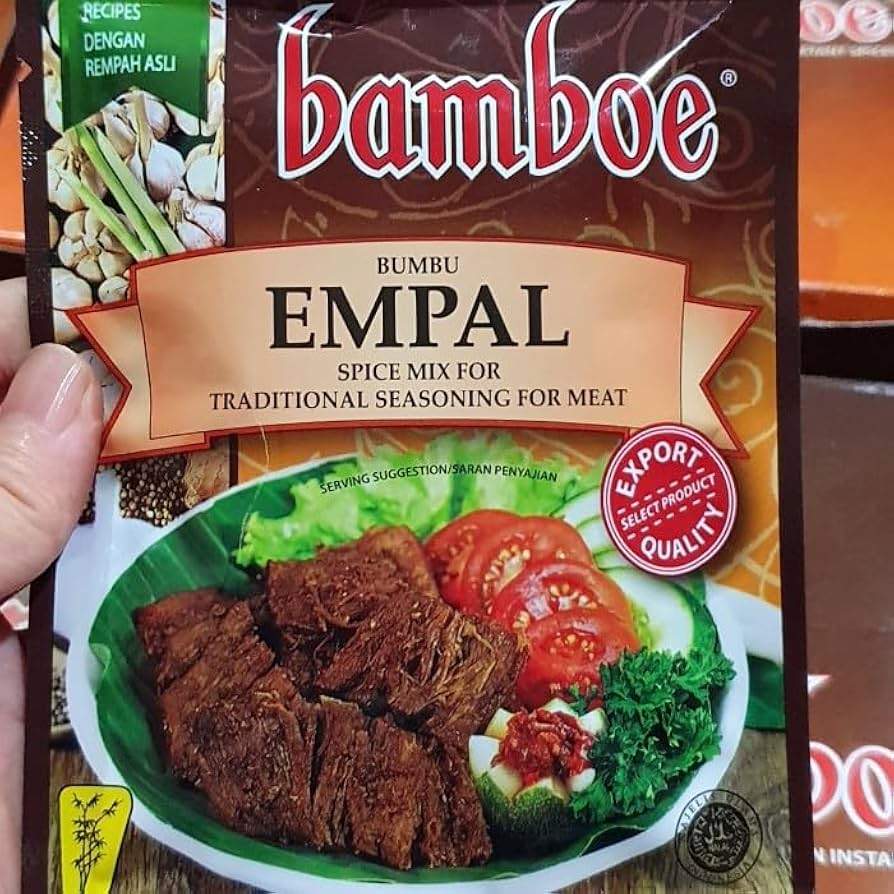 RECIPES
DENGAN
REMPAH ASLI
bamboe®
BUMBU
EMPAL
SPICE MIX FOR
TRADITIONAL SEASONING FOR MEAT
SERVING SUGGESTION/SARAN PENYAJIAN
EXPORT
SELECT PRODUCT
QUALITY